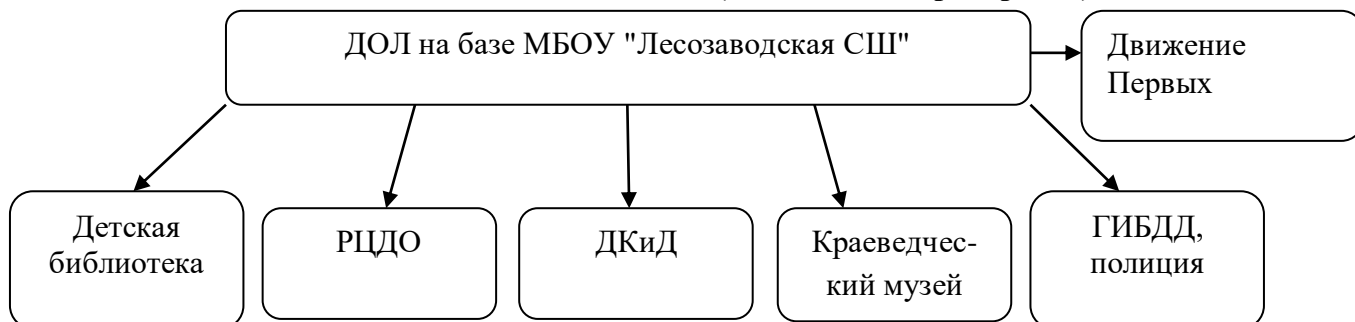 ДОЛ на базе МБОУ "Лесозаводская СШ"
Движение
Первых
Детская
библиотека
РЦДО
ДКиД
Краеведчес-
кий музей
ГИБДД,
полиция